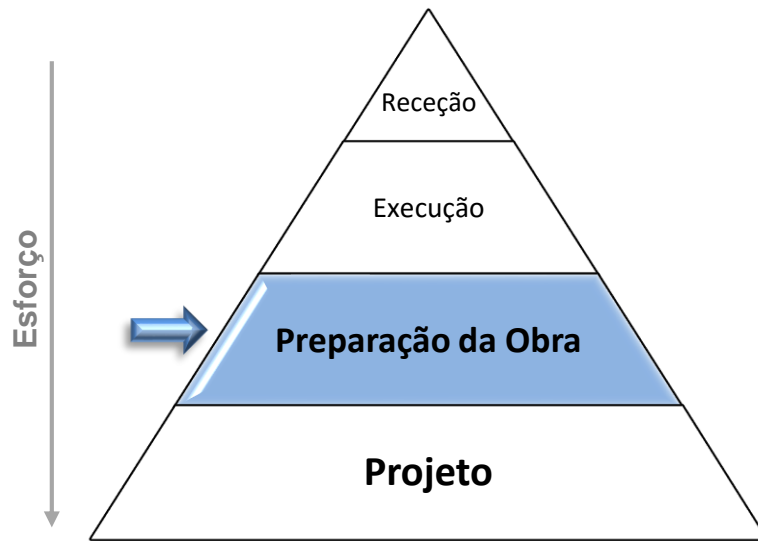 Receção
Execução
Esforço
Preparação da Obra
Projeto